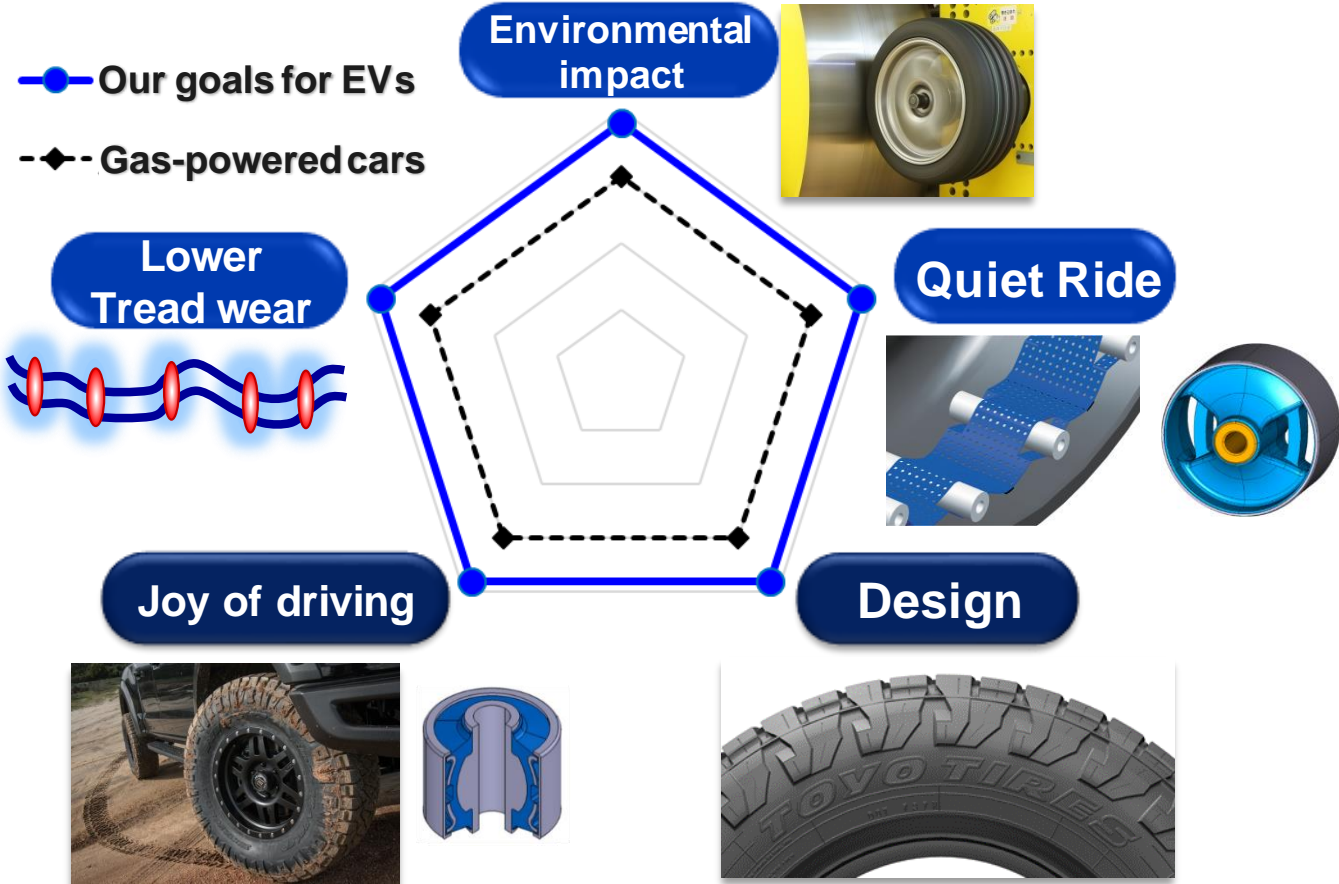 Environmental
impact
Our goals for EVs
Gas-powered cars
Lower
Tread wear
Quiet Ride
Joy of driving
Design
TOYO TIRES